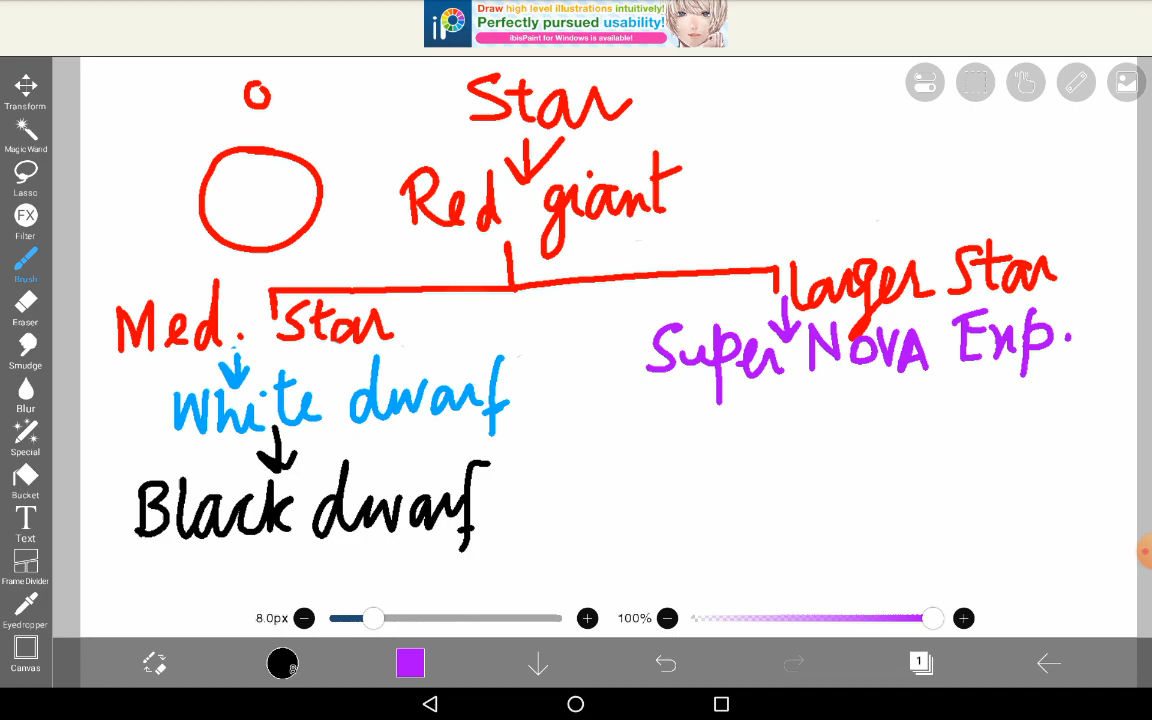 Draw high level illustrations intuitively!
Perfectly pursued usability!
ibisPaint for Windows is available!
iP
Transform
Magic Wand
Lasso
FX
Filter
Brush
Eraser
Smudge
Blur
Special
Bucket
T
Text
Frame Divider
Eyedropper
Canvas
Star
Red giant
Med. Star
Larger Star
Super NOVA Exp.
White dwarf
Black dwarf
8.0px
100%
8
1